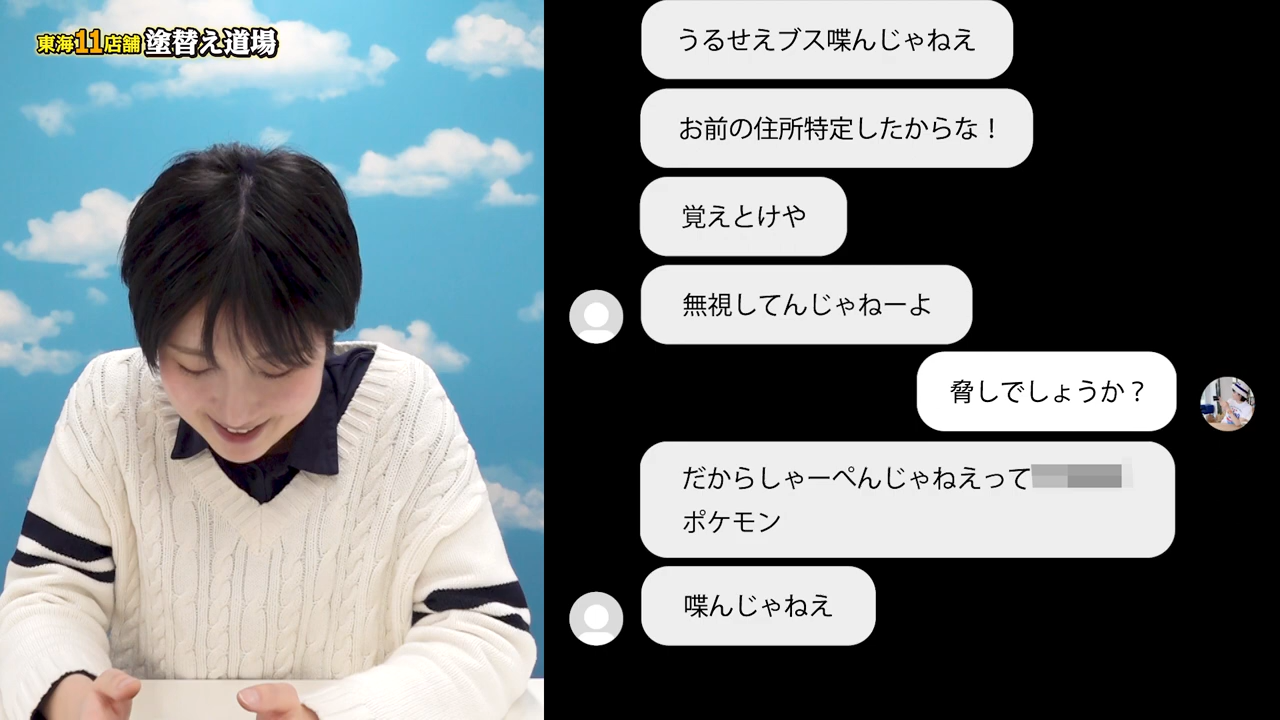 東海11店舗 塗替え道場
うるせえブス喋んじゃねえ
お前の住所特定したからな！
覚えとけや
無視してんじゃねーよ
脅しでしょうか？
だからしゃーぺんじゃねえって
ポケモン
喋んじゃねえ